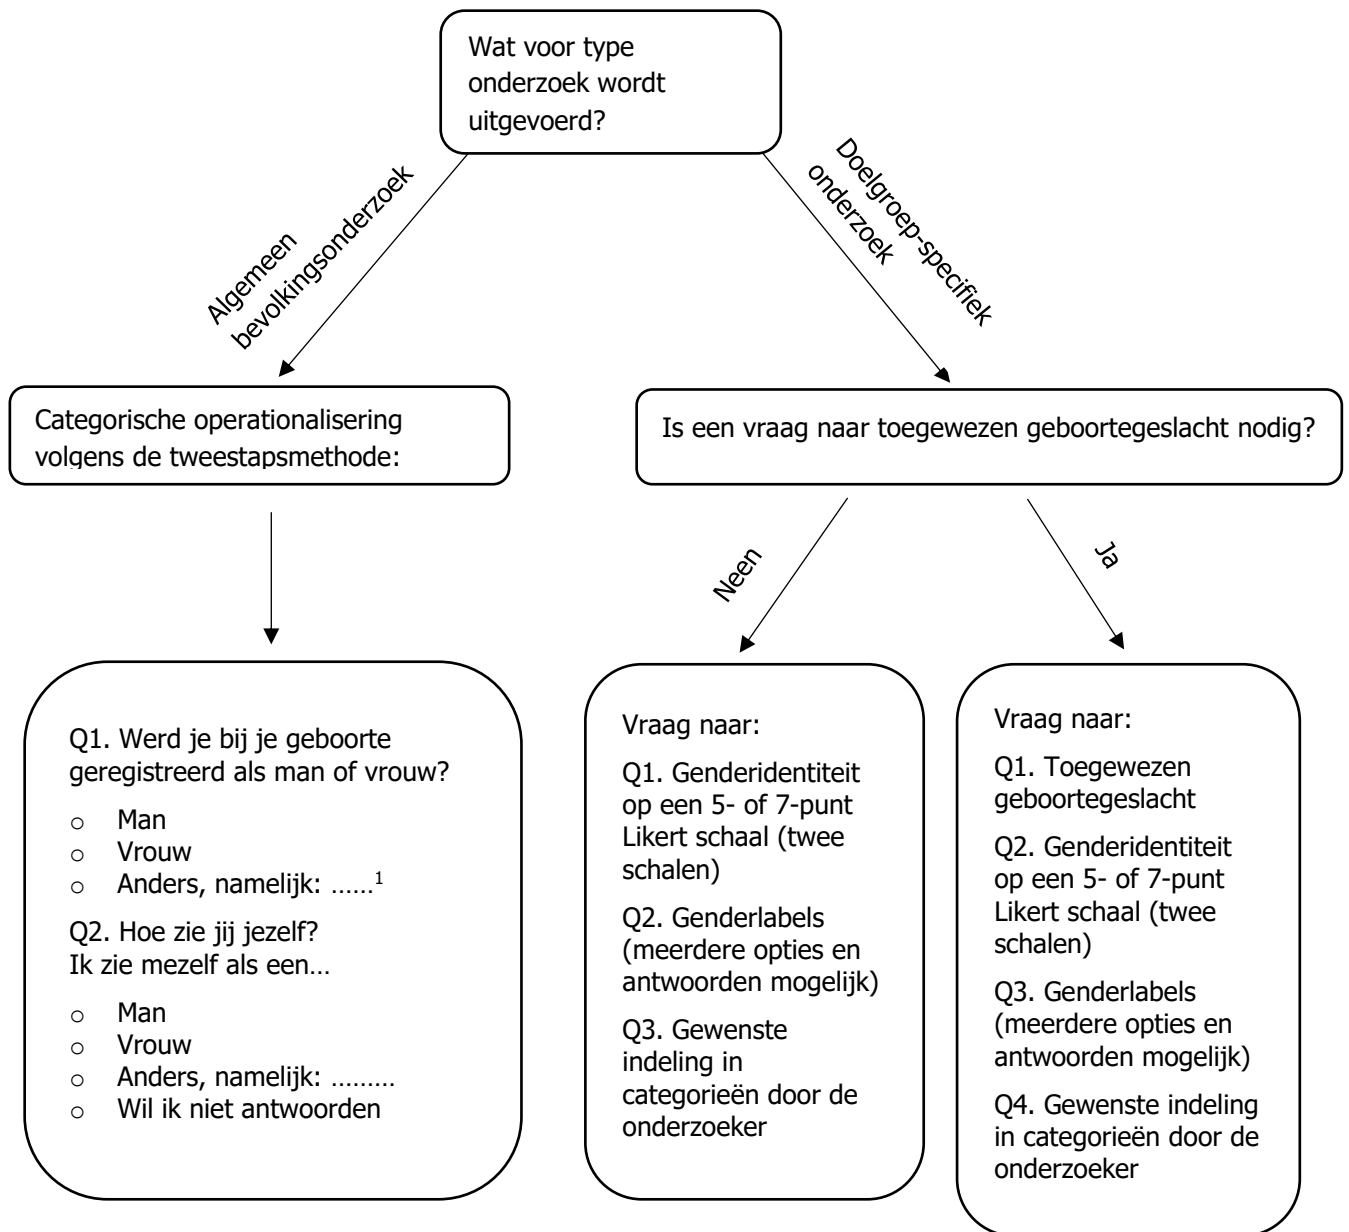 Wat voor type
onderzoek wordt
uitgevoerd?
Algemeen
bevolkingsonderzoek
Doelgroep-specifiek
onderzoek
Categorische operationalisering
volgens de tweestapsmethode:
Is een vraag naar toegewezen geboortegeslacht nodig?
Neen
Ja
Q1. Werd je bij je geboorte
geregistreerd als man of vrouw?
o Man
o Vrouw
o Anders, namelijk: ……¹
Q2. Hoe zie jij jezelf?
Ik zie mezelf als een…
o Man
o Vrouw
o Anders, namelijk: ………
o Wil ik niet antwoorden
Vraag naar:
Q1. Genderidentiteit
op een 5- of 7-punt
Likert schaal (twee
schalen)
Q2. Genderlabels
(meerdere opties en
antwoorden mogelijk)
Q3. Gewenste
indeling in
categorieën door de
onderzoeker
Vraag naar:
Q1. Toegewezen
geboortegeslacht
Q2. Genderidentiteit
op een 5- of 7-punt
Likert schaal (twee
schalen)
Q3. Genderlabels
(meerdere opties en
antwoorden mogelijk)
Q4. Gewenste indeling
in categorieën door de
onderzoeker